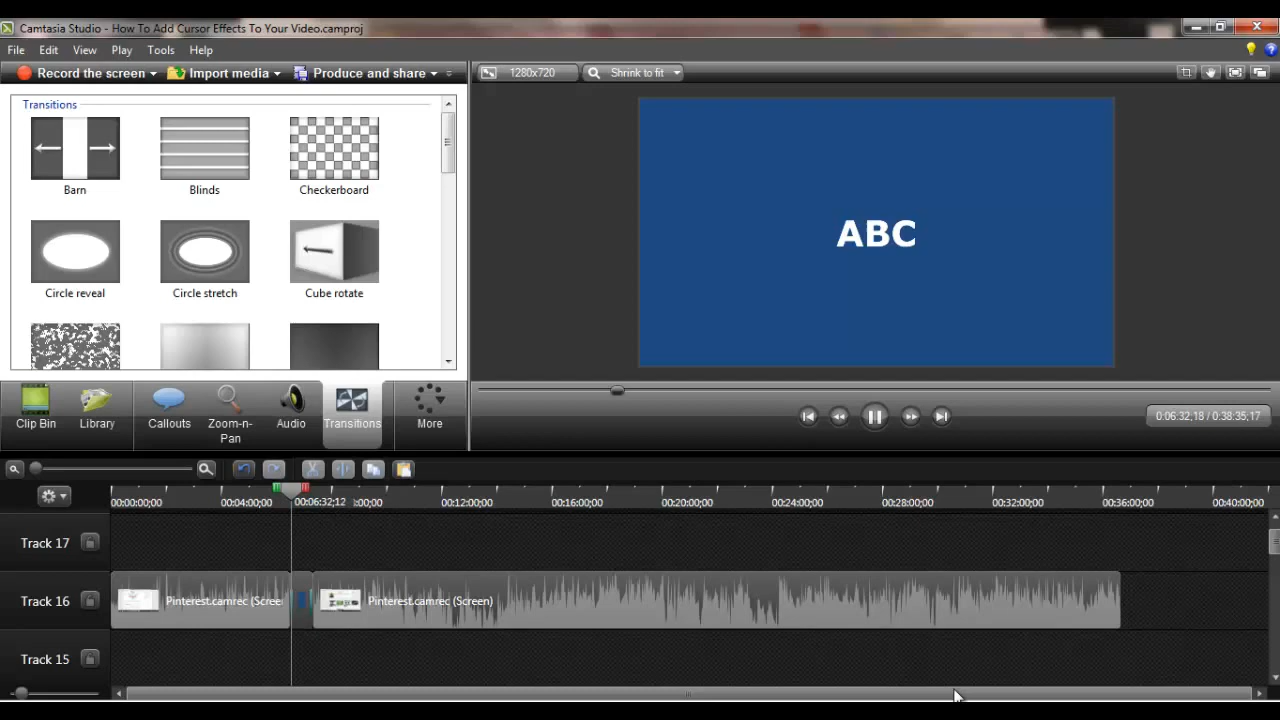 Camtasia Studio - How To Add Cursor Effects To Your Video.camproj
File Edit View Play Tools Help
Record the screen Import media Produce and share
1280x720 Shrink to fit
Transitions
Barn Blinds Checkerboard
Circle reveal Circle stretch Cube rotate
ABC
Clip Bin Library Callouts Zoom-n-Pan Audio Transitions More
0:06:32,18 / 0:38:35,17
00:00:00;00 00:04:00;00 00:06:32;12 :00;00 00:12:00;00 00:16:00;00 00:20:00;00 00:24:00;00 00:28:00;00 00:32:00;00 00:36:00;00 00:40:00;00
Track 17
Track 16 Pinterest.camrec (Scree Pinterest.camrec (Screen)
Track 15